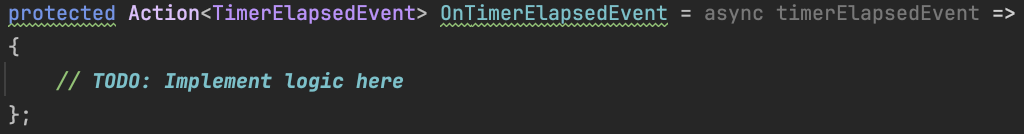 protected Action<TimerElapsedEvent> OnTimerElapsedEvent = async timerElapsedEvent =>
{
    // TODO: Implement logic here
};